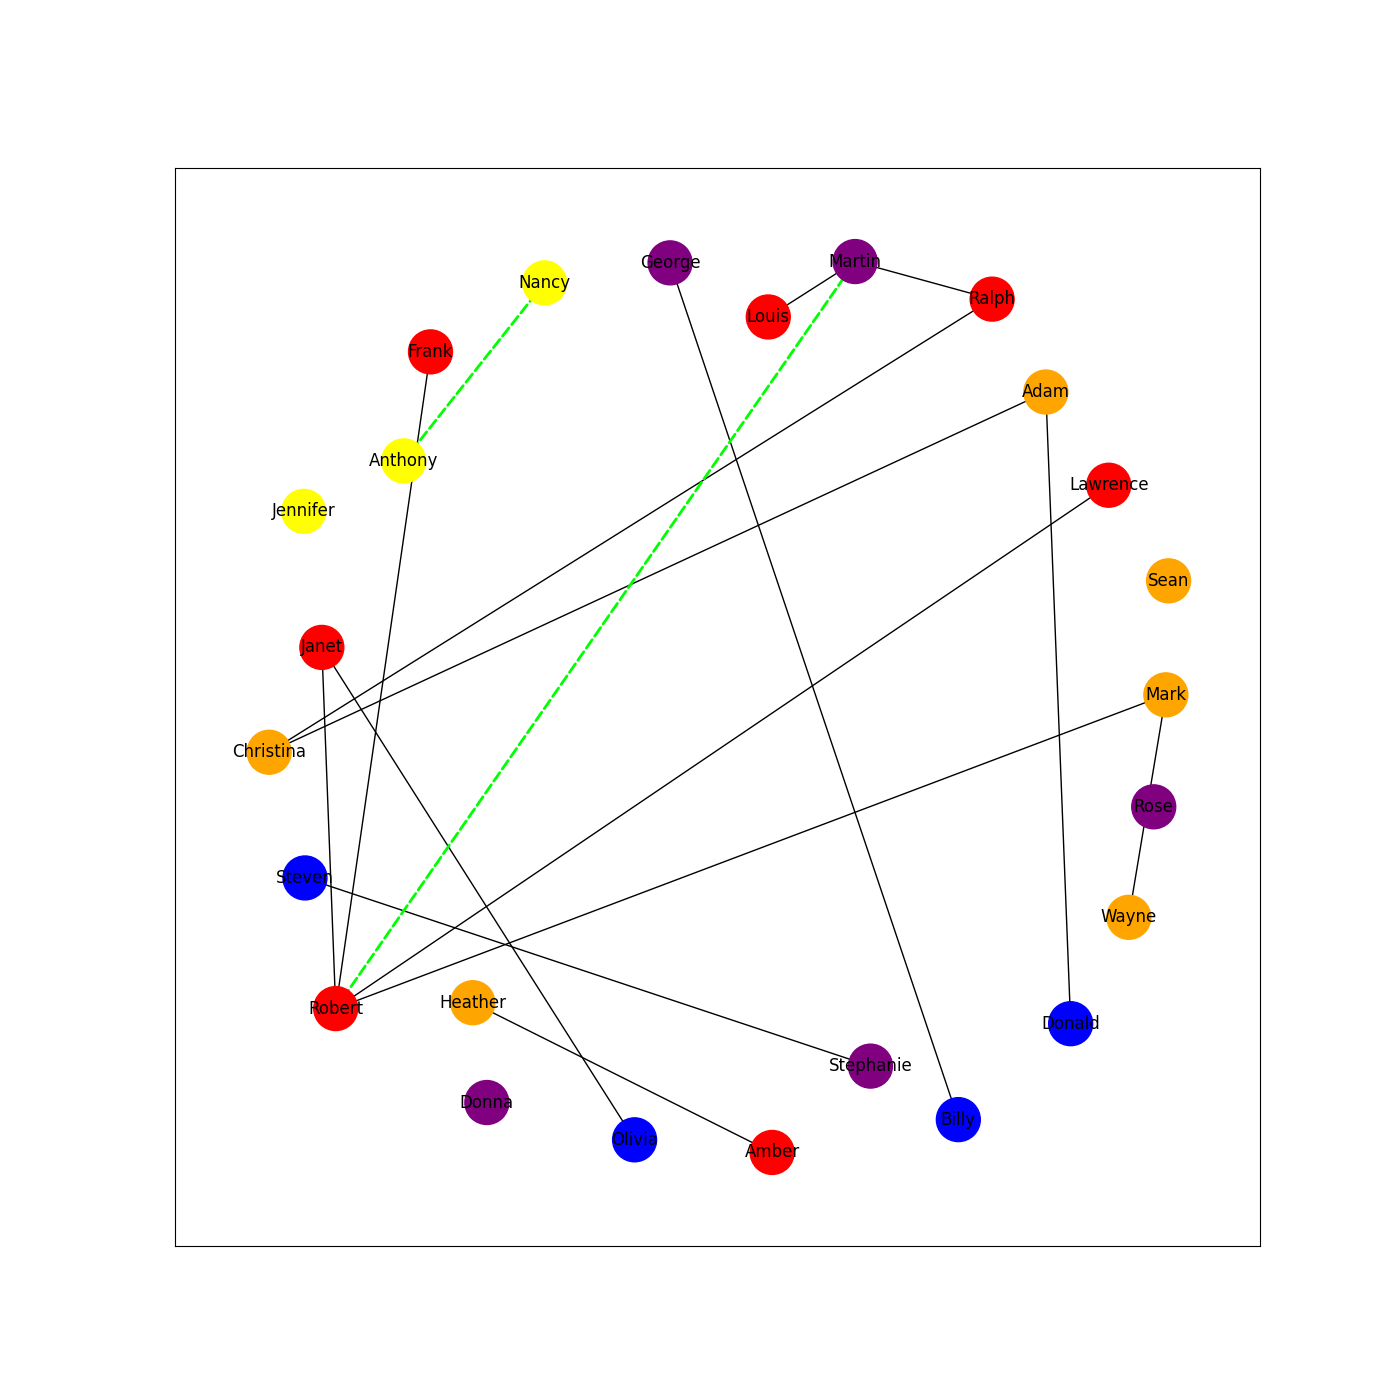 George
Martin
Nancy
Ralph
Louis
Frank
Adam
Anthony
Lawrence
Jennifer
Sean
Janet
Mark
Christina
Rose
Steven
Wayne
Heather
Robert
Donald
Stephanie
Donna
Billy
Olivia
Amber